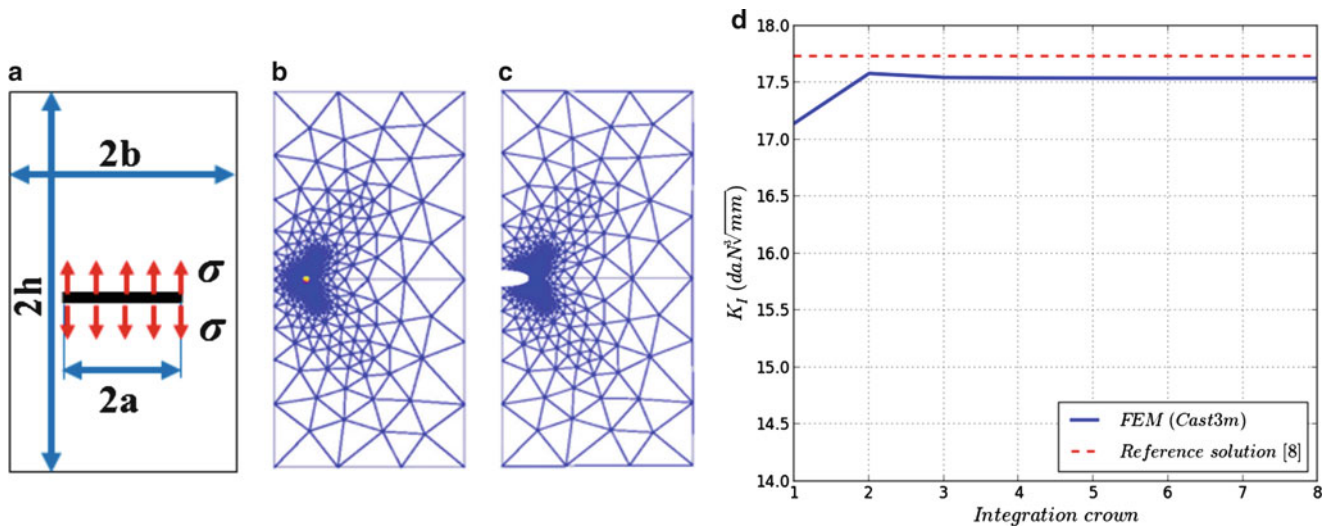 a
2b
2h
σ
σ
2a
b
c
d
18.0
17.5
17.0
16.5
16.0
15.5
15.0
14.5
14.0
K_I (daN∛mm)
1 2 3 4 5 6 7 8
Integration crown
FEM (Cast3m)
Reference solution [8]